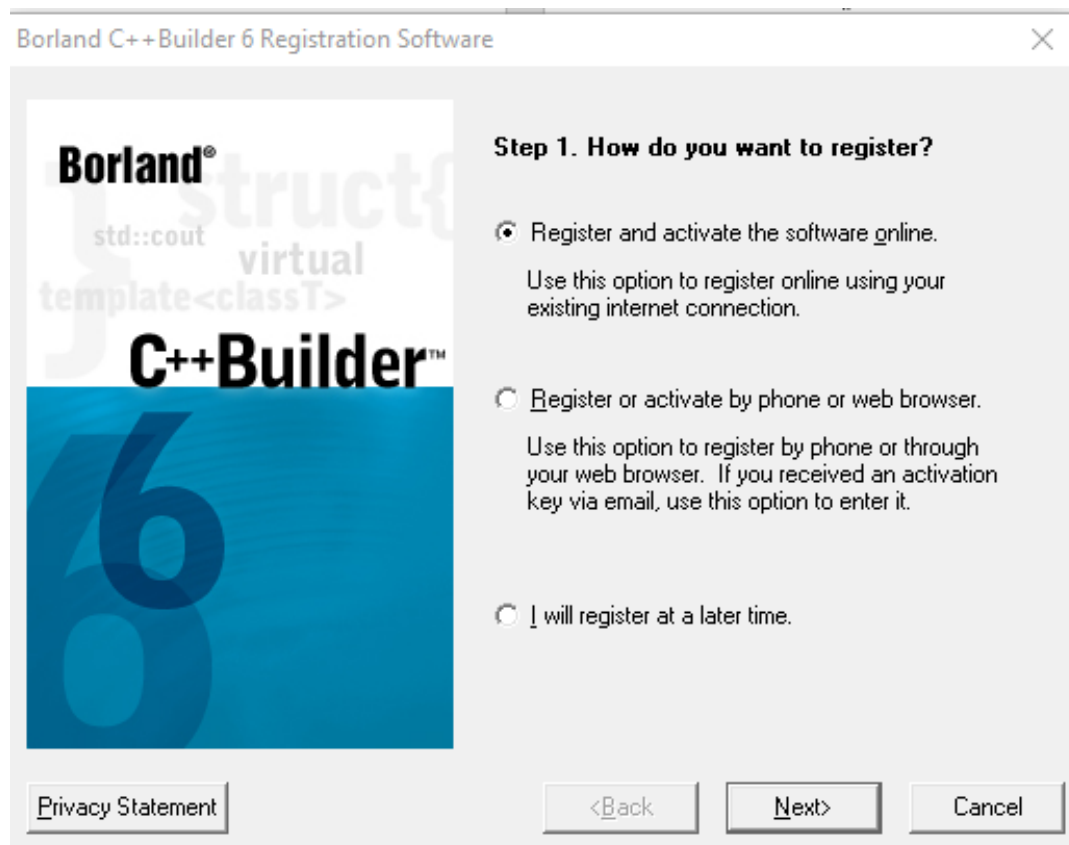 Borland C++Builder 6 Registration Software
Borland®
struct{
std::cout
virtual
template<classT>
}
C++Builder™
6
6
Step 1. How do you want to register?
Register and activate the software online.
Use this option to register online using your
existing internet connection.
Register or activate by phone or web browser.
Use this option to register by phone or through
your web browser. If you received an activation
key via email, use this option to enter it.
I will register at a later time.
Privacy Statement
<Back
Next>
Cancel